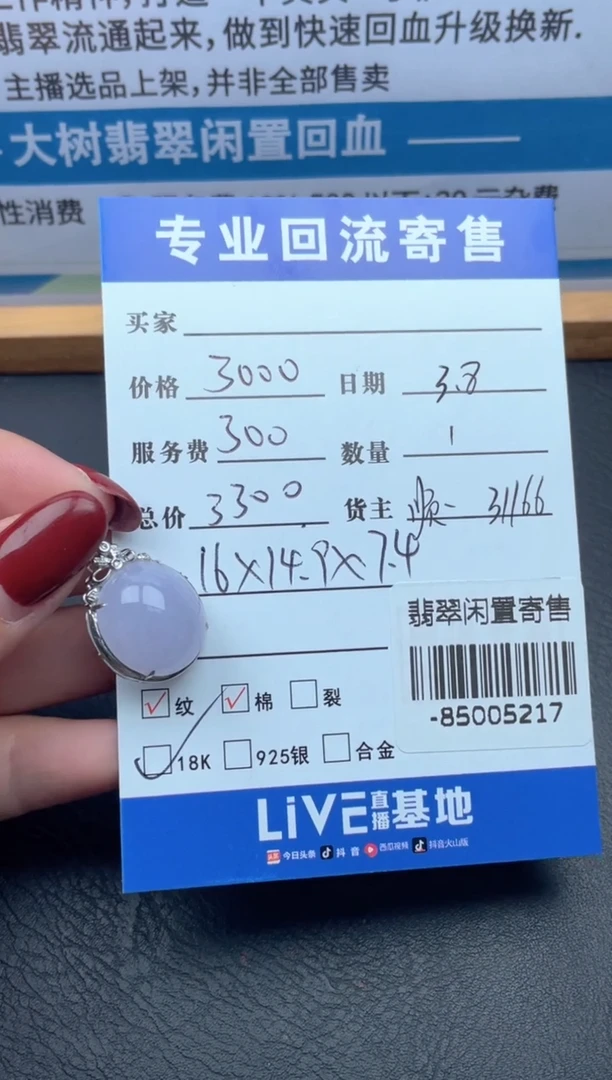 翡翠流通起来,做到快速回血升级换新.
主播选品上架,并非全部售卖
大树翡翠闲置回血
性消费
专业回流寄售
买家
价格 3000 日期 3.8
服务费 300 数量 1
总价 3300 货主 31166
16×14.9×7.4
翡翠闲置寄售
-85005217
纹 棉 裂
18K 925银 合金
LiVE直播基地
今日头条 抖音 西瓜视频 抖音火山版